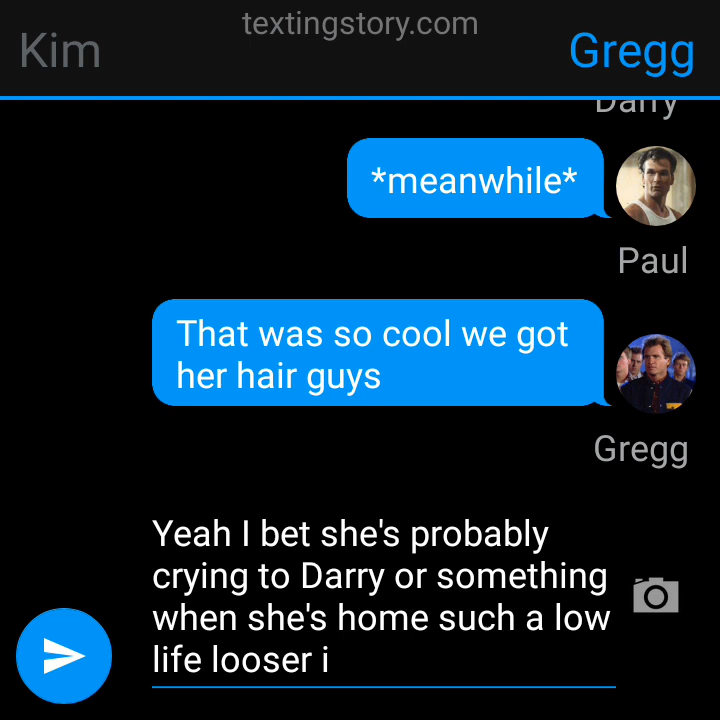 textingstory.com
Kim
Gregg
Darry
*meanwhile*
Paul
That was so cool we got
her hair guys
Gregg
Yeah I bet she's probably
crying to Darry or something
when she's home such a low
life looser i